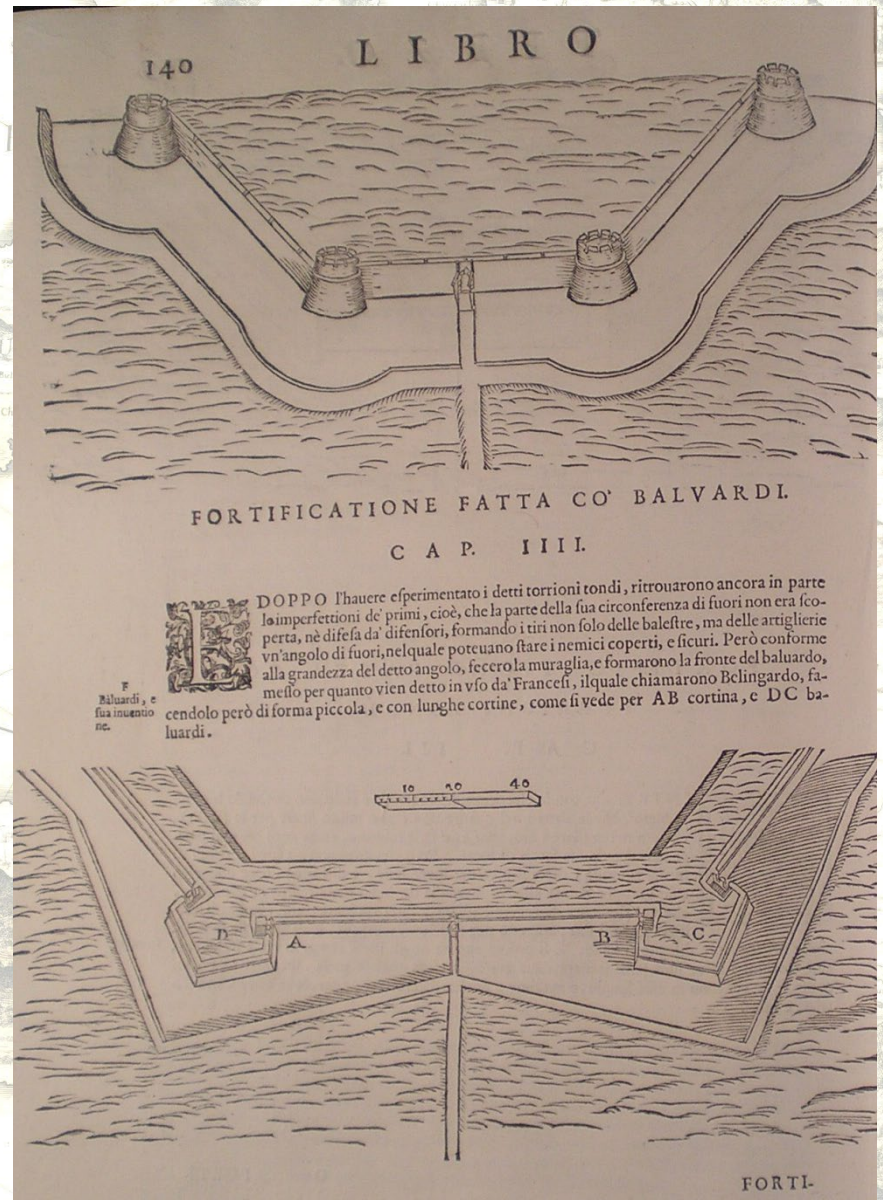 140
LIBRO
FORTIFICATIONE FATTA CO' BALVARDI.
CAP. IIII.
DOPPO l'hauere eſperimentato i detti torrioni tondi, ritrouarono ancora in parte
le imperfettioni de' primi, cioè, che la parte della ſua circonferenza di fuori non era ſco-
perta, nè difeſa da' difenſori, formando i tiri non ſolo delle baleſtre, ma delle artiglierie
vn'angolo di fuori, nelquale poteuano ſtare i nemici coperti, e ſicuri. Però conforme
alla grandezza del detto angolo, fecero la muraglia, e formarono la fronte del baluardo,
meſſo per quanto vien detto in vſo da' Franceſi, ilquale chiamarono Belingardo, fa-
cendolo però di forma piccola, e con lunghe cortine, come ſi vede per AB cortina, e DC ba-
luardi.
F
Baluardi, e
ſua inuentio
ne.
10 20 40
D A B C
FORTI-